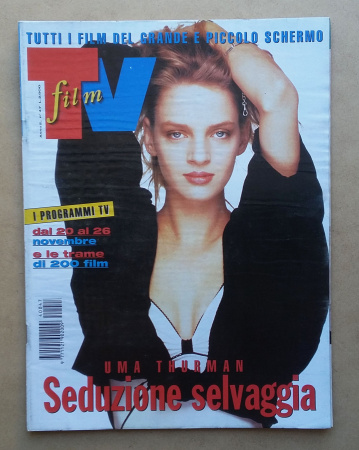 TUTTI I FILM DEL GRANDE E PICCOLO SCHERMO
TV
film
I PROGRAMMI TV
dal 20 al 26
novembre
e le trame
di 200 film
UMA THURMAN
Seduzione selvaggia